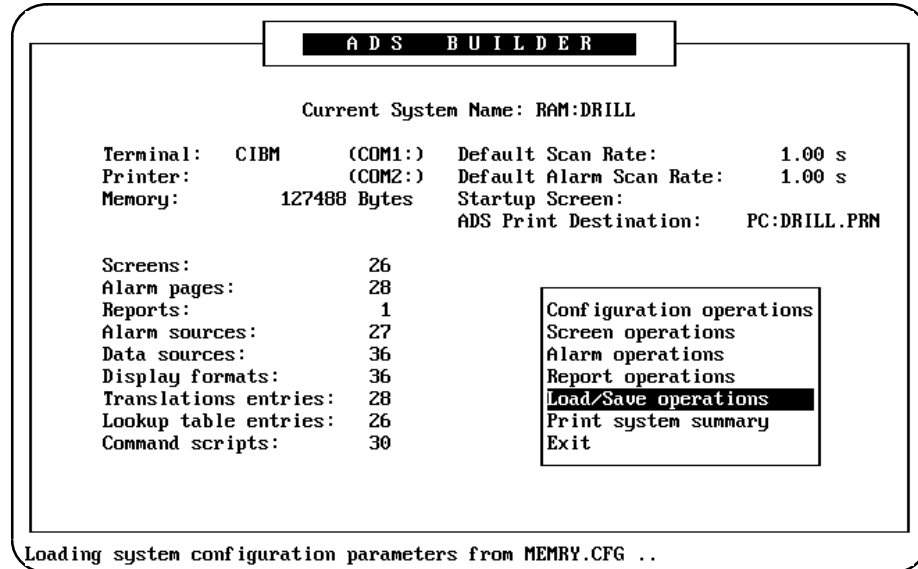 ADS BUILDER
Current System Name: RAM:DRILL
Terminal: CIBM (COM1:) Default Scan Rate: 1.00 s
Printer: (COM2:) Default Alarm Scan Rate: 1.00 s
Memory: 127488 Bytes Startup Screen:
ADS Print Destination: PC:DRILL.PRN
Screens: 26
Alarm pages: 28
Reports: 1
Alarm sources: 27
Data sources: 36
Display formats: 36
Translations entries: 28
Lookup table entries: 26
Command scripts: 30
Configuration operations
Screen operations
Alarm operations
Report operations
Load/Save operations
Print system summary
Exit
Loading system configuration parameters from MEMRY.CFG ..